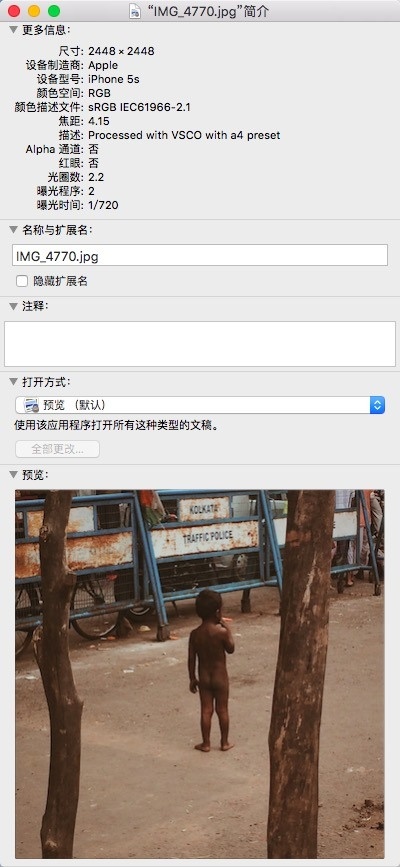 “IMG_4770.jpg”简介
更多信息：
尺寸：2448 × 2448
设备制造商：Apple
设备型号：iPhone 5s
颜色空间：RGB
颜色描述文件：sRGB IEC61966-2.1
焦距：4.15
描述：Processed with VSCO with a4 preset
Alpha 通道：否
红眼：否
光圈数：2.2
曝光程序：2
曝光时间：1/720
名称与扩展名：
IMG_4770.jpg
隐藏扩展名
注释：
打开方式：
预览 （默认）
使用该应用程序打开所有这种类型的文稿。
全部更改...
预览：
KOLKATA
TRAFFIC POLICE